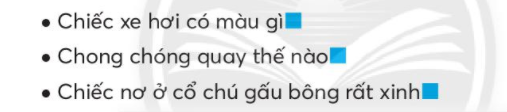 • Chiếc xe hơi có màu gì
• Chong chóng quay thế nào
• Chiếc nơ ở cổ chú gấu bông rất xinh